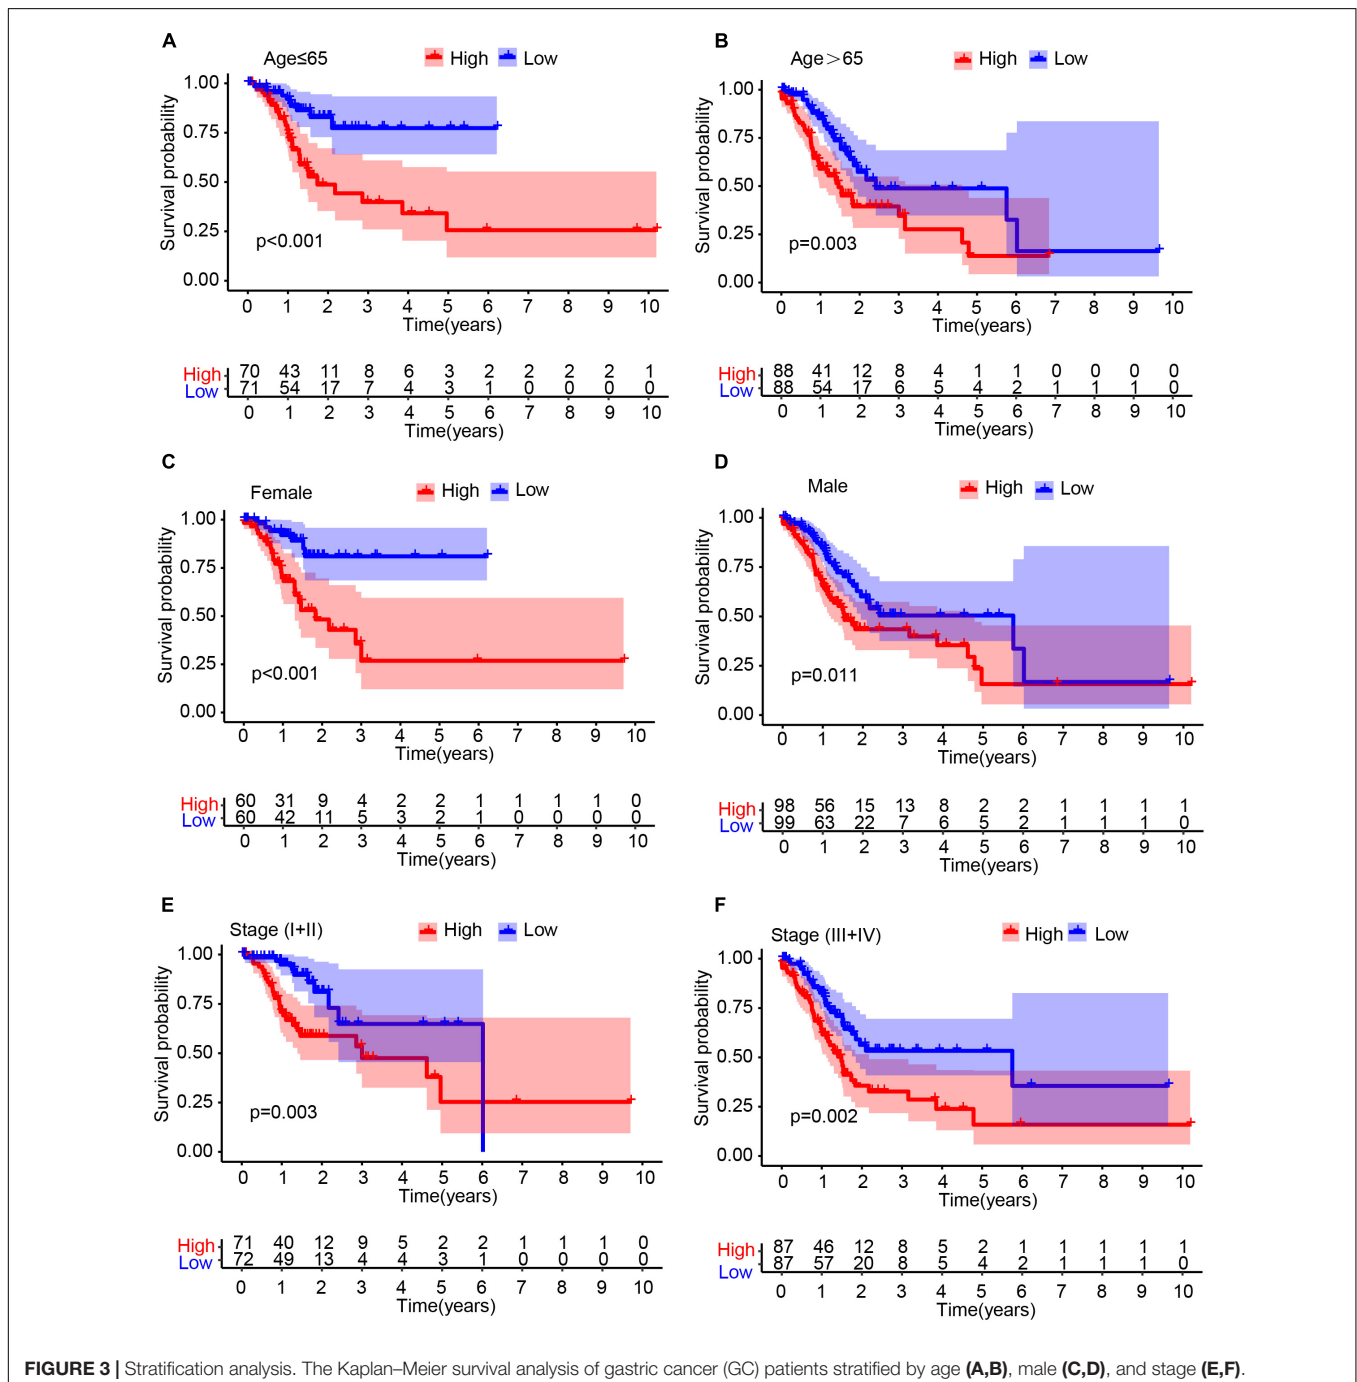 A
Age≤65 High Low
Survival probability
1.00
0.75
0.50
0.25
0.00
p<0.001
0 1 2 3 4 5 6 7 8 9 10
Time(years)
High 70 43 11 8 6 3 2 2 2 2 1
Low 71 54 17 7 4 3 1 0 0 0 0
0 1 2 3 4 5 6 7 8 9 10
Time(years)
B
Age>65 High Low
Survival probability
1.00
0.75
0.50
0.25
0.00
p=0.003
0 1 2 3 4 5 6 7 8 9 10
Time(years)
High 88 41 12 8 4 1 1 0 0 0 0
Low 88 54 17 6 5 4 2 1 1 1 0
0 1 2 3 4 5 6 7 8 9 10
Time(years)
C
Female High Low
Survival probability
1.00
0.75
0.50
0.25
0.00
p<0.001
0 1 2 3 4 5 6 7 8 9 10
Time(years)
High 60 31 9 4 2 2 1 1 1 1 0
Low 60 42 11 5 3 2 1 0 0 0 0
0 1 2 3 4 5 6 7 8 9 10
Time(years)
D
Male High Low
Survival probability
1.00
0.75
0.50
0.25
0.00
p=0.011
0 1 2 3 4 5 6 7 8 9 10
Time(years)
High 98 56 15 13 8 2 2 1 1 1 1
Low 99 63 22 7 6 5 2 1 1 1 0
0 1 2 3 4 5 6 7 8 9 10
Time(years)
E
Stage (I+II) High Low
Survival probability
1.00
0.75
0.50
0.25
0.00
p=0.003
0 1 2 3 4 5 6 7 8 9 10
Time(years)
High 71 40 12 9 5 2 2 1 1 1 0
Low 72 49 13 4 4 3 1 0 0 0 0
0 1 2 3 4 5 6 7 8 9 10
Time(years)
F
Stage (III+IV) High Low
Survival probability
1.00
0.75
0.50
0.25
0.00
p=0.002
0 1 2 3 4 5 6 7 8 9 10
Time(years)
High 87 46 12 8 5 2 1 1 1 1 1
Low 87 57 20 8 5 4 2 1 1 1 0
0 1 2 3 4 5 6 7 8 9 10
Time(years)
FIGURE 3 | Stratification analysis. The Kaplan–Meier survival analysis of gastric cancer (GC) patients stratified by age (A,B), male (C,D), and stage (E,F).